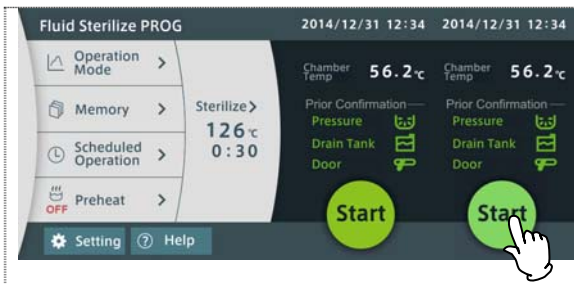 Fluid Sterilize PROG
2014/12/31 12:34
2014/12/31 12:34
Operation
Mode
Memory
Scheduled
Operation
OFF Preheat
Sterilize
126℃
0:30
Chamber
Temp 56.2℃
Prior Confirmation
Pressure
Drain Tank
Door
Start
Chamber
Temp 56.2℃
Prior Confirmation
Pressure
Drain Tank
Door
Start
Setting
? Help